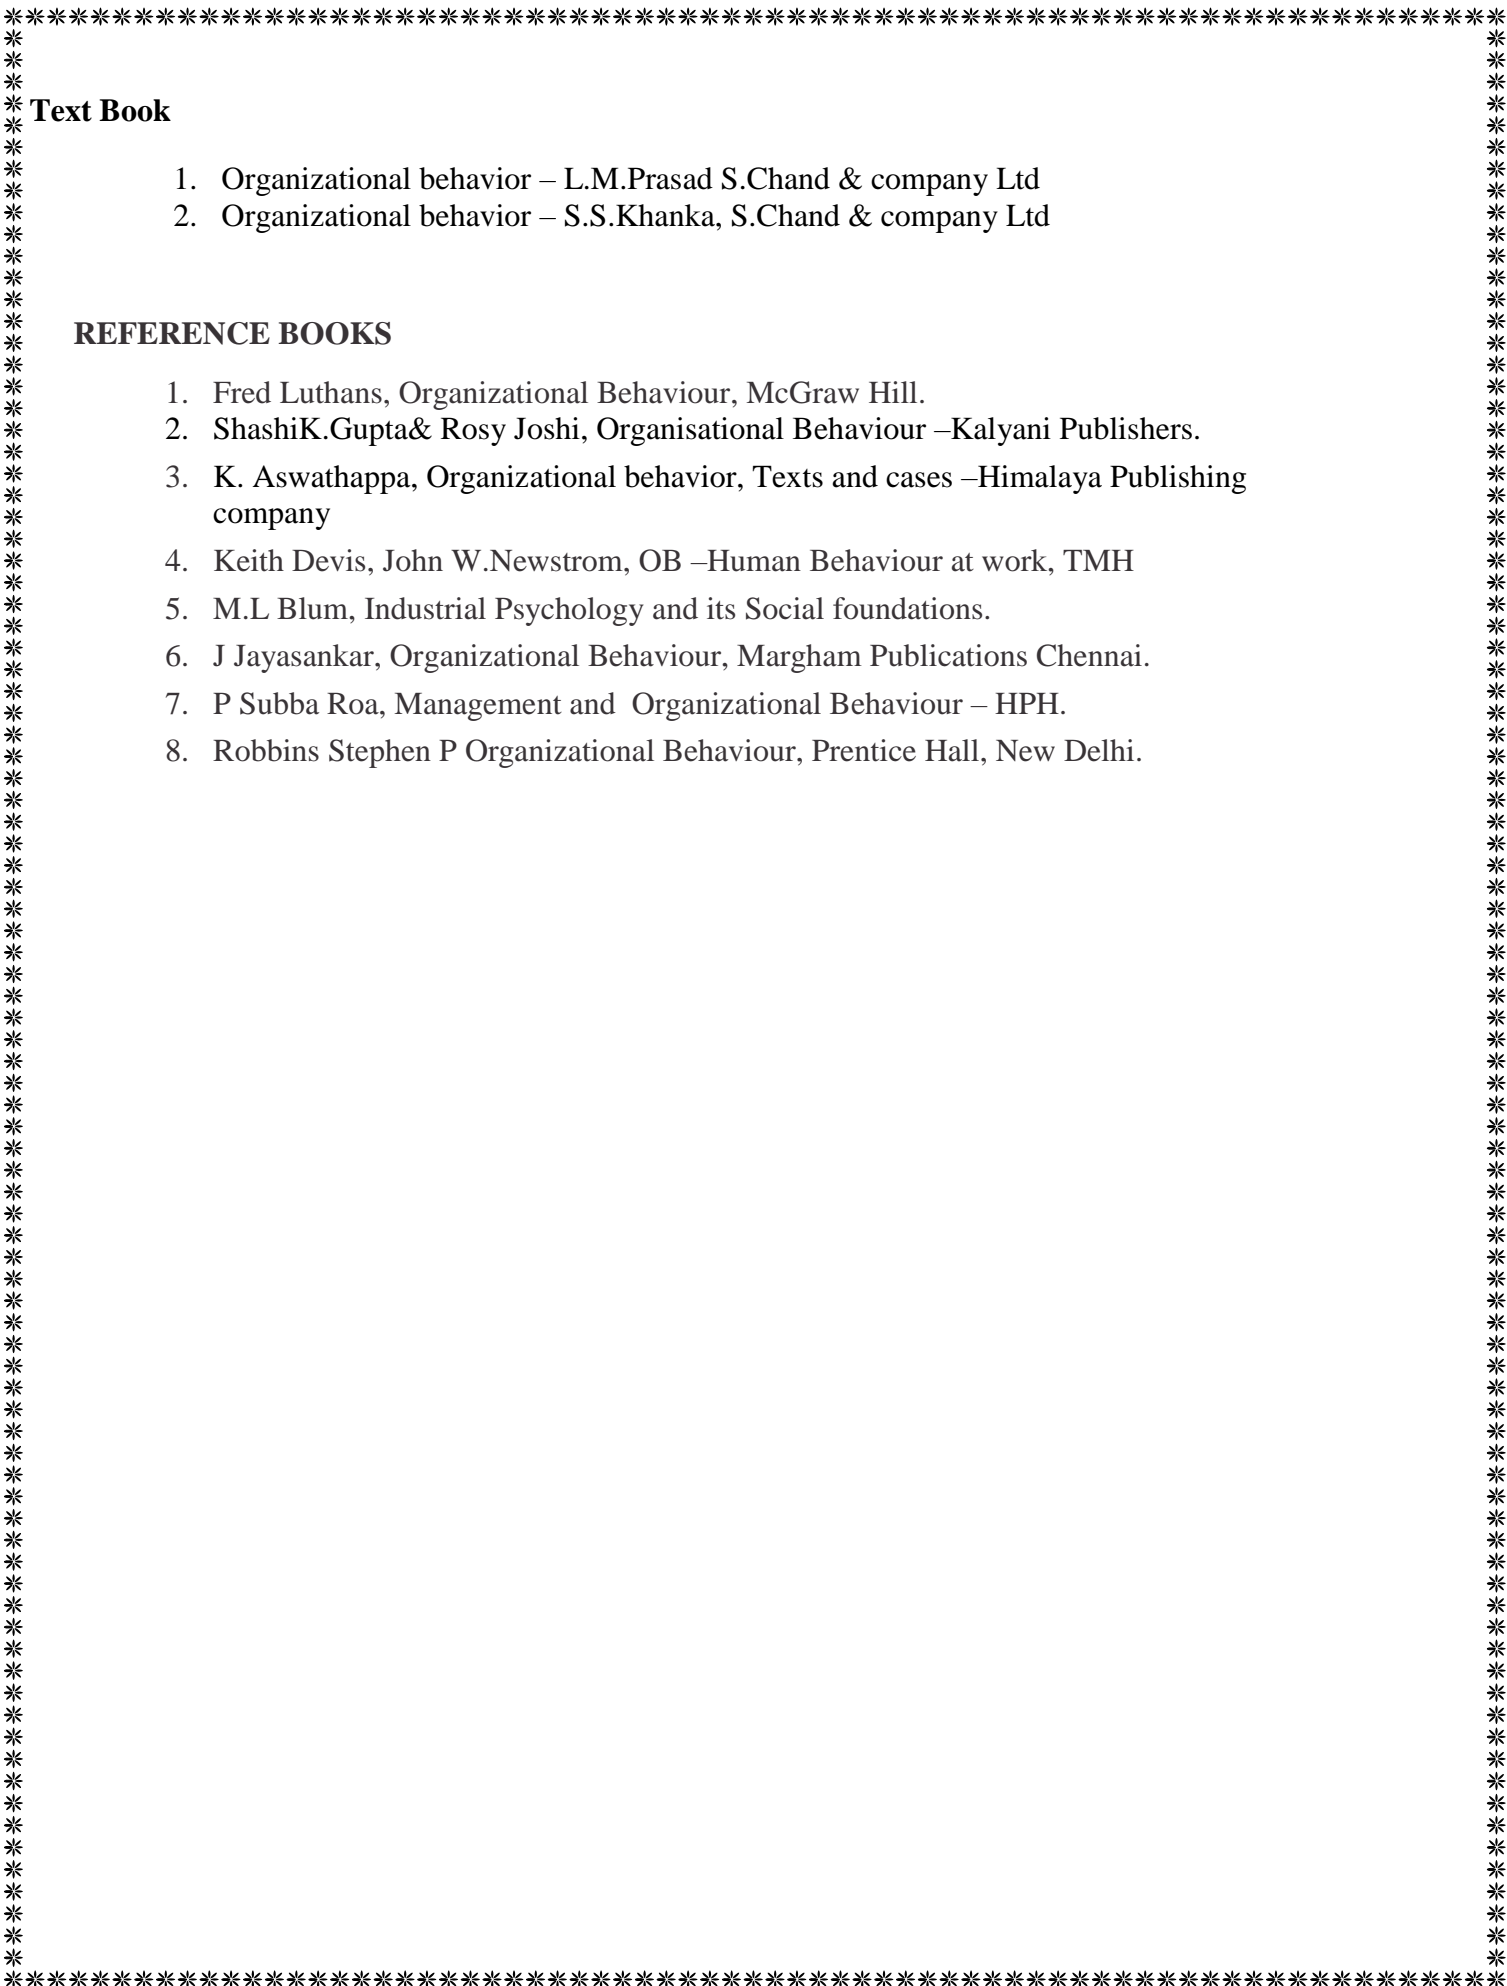 Text Book
1. Organizational behavior – L.M.Prasad S.Chand & company Ltd
2. Organizational behavior – S.S.Khanka, S.Chand & company Ltd
REFERENCE BOOKS
1. Fred Luthans, Organizational Behaviour, McGraw Hill.
2. ShashiK.Gupta& Rosy Joshi, Organisational Behaviour –Kalyani Publishers.
3. K. Aswathappa, Organizational behavior, Texts and cases –Himalaya Publishing
company
4. Keith Devis, John W.Newstrom, OB –Human Behaviour at work, TMH
5. M.L Blum, Industrial Psychology and its Social foundations.
6. J Jayasankar, Organizational Behaviour, Margham Publications Chennai.
7. P Subba Roa, Management and  Organizational Behaviour – HPH.
8. Robbins Stephen P Organizational Behaviour, Prentice Hall, New Delhi.